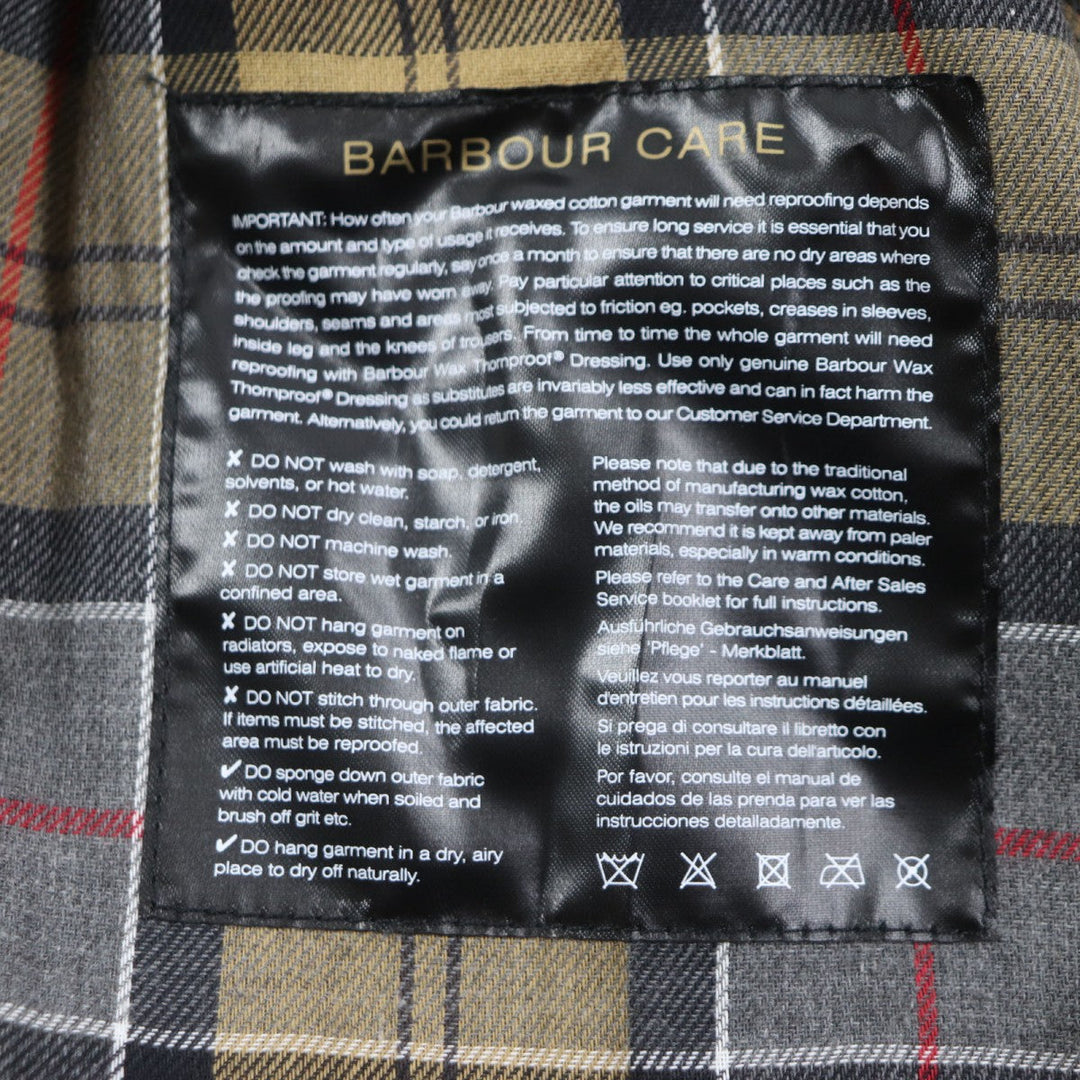 BARBOUR CARE
IMPORTANT: How often your Barbour waxed cotton garment will need reproofing depends
on the amount and type of usage it receives. To ensure long service it is essential that you
check the garment regularly, say once a month to ensure that there are no dry areas where
the proofing may have worn away. Pay particular attention to critical places such as the
shoulders, seams and areas most subjected to friction eg. pockets, creases in sleeves,
inside leg and the knees of trousers. From time to time the whole garment will need
reproofing with Barbour Wax Thornproof® Dressing. Use only genuine Barbour Wax
Thornproof® Dressing as substitutes are invariably less effective and can in fact harm the
garment. Alternatively, you could return the garment to our Customer Service Department.
✘ DO NOT wash with soap, detergent,
solvents, or hot water.
✘ DO NOT dry clean, starch, or iron.
✘ DO NOT machine wash.
✘ DO NOT store wet garment in a
confined area.
✘ DO NOT hang garment on
radiators, expose to naked flame or
use artificial heat to dry.
✘ DO NOT stitch through outer fabric.
If items must be stitched, the affected
area must be reproofed.
✔ DO sponge down outer fabric
with cold water when soiled and
brush off grit etc.
✔ DO hang garment in a dry, airy
place to dry off naturally.
Please note that due to the traditional
method of manufacturing wax cotton,
the oils may transfer onto other materials.
We recommend it is kept away from paler
materials, especially in warm conditions.
Please refer to the Care and After Sales
Service booklet for full instructions.
Ausführliche Gebrauchsanweisungen
siehe 'Pflege' - Merkblatt.
Veuillez vous reporter au manuel
d'entretien pour les instructions détaillées.
Si prega di consultare il libretto con
le istruzioni per la cura dell'articolo.
Por favor, consulte el manual de
cuidados de las prenda para ver las
instrucciones detalladamente.